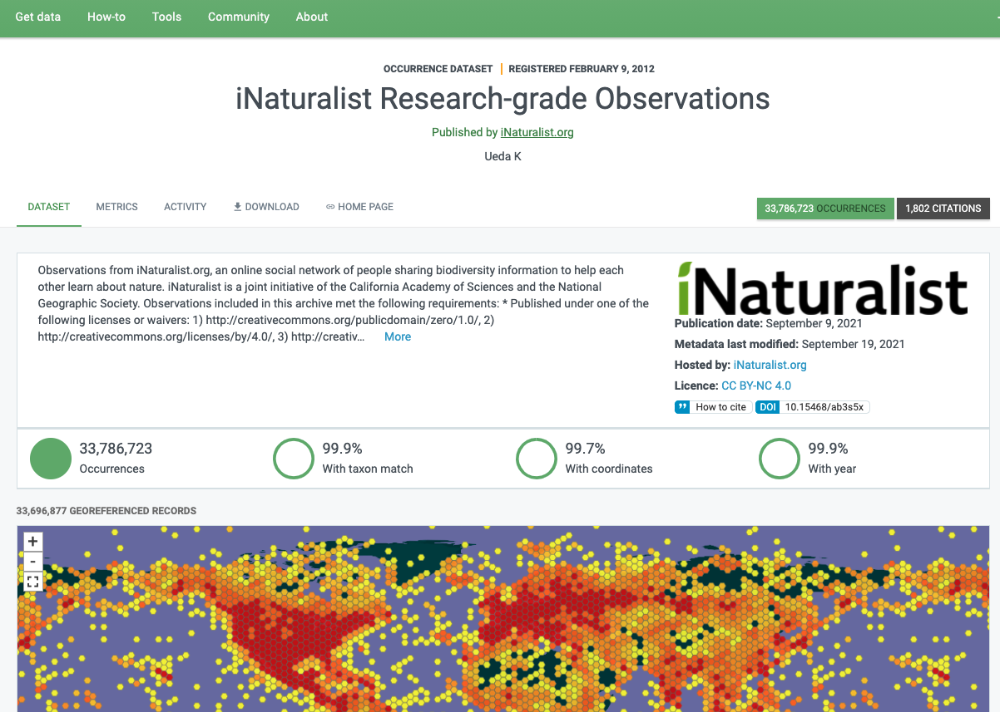 Get data How-to Tools Community About
OCCURRENCE DATASET REGISTERED FEBRUARY 9, 2012
iNaturalist Research-grade Observations
Published by iNaturalist.org
Ueda K
DATASET METRICS ACTIVITY DOWNLOAD HOME PAGE 33,786,723 OCCURRENCES 1,802 CITATIONS
Observations from iNaturalist.org, an online social network of people sharing biodiversity information to help each
other learn about nature. iNaturalist is a joint initiative of the California Academy of Sciences and the National
Geographic Society. Observations included in this archive met the following requirements: * Published under one of the
following licenses or waivers: 1) http://creativecommons.org/publicdomain/zero/1.0/, 2)
http://creativecommons.org/licenses/by/4.0/, 3) http://creativ… More
iNaturalist
Publication date: September 9, 2021
Metadata last modified: September 19, 2021
Hosted by: iNaturalist.org
Licence: CC BY-NC 4.0
How to cite DOI 10.15468/ab3s5x
33,786,723 99.9% 99.7% 99.9%
Occurrences With taxon match With coordinates With year
33,696,877 GEOREFERENCED RECORDS
+
-